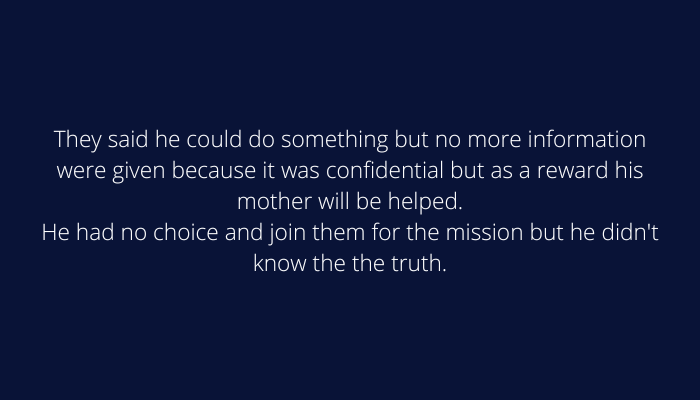 They said he could do something but no more information
were given because it was confidential but as a reward his
mother will be helped.
He had no choice and join them for the mission but he didn't
know the the truth.